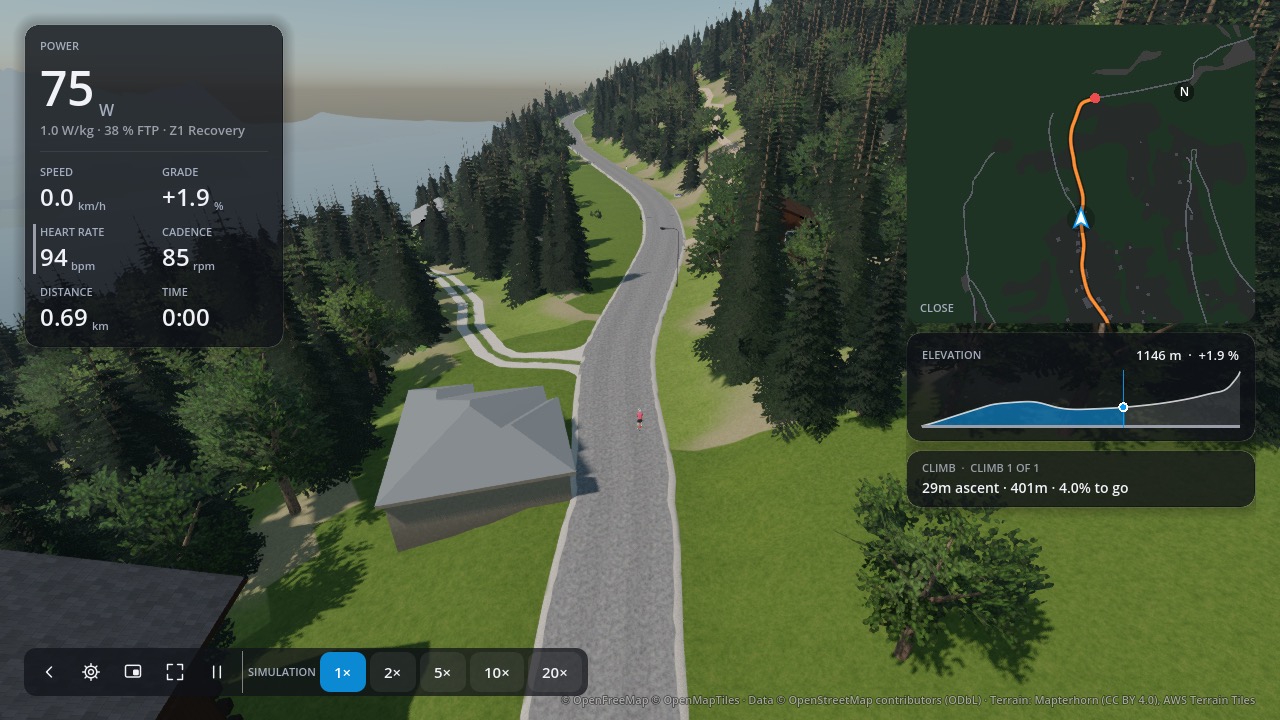 POWER
75 W
1.0 W/kg · 38 % FTP · Z1 Recovery
SPEED GRADE
0.0 km/h +1.9 %
HEART RATE CADENCE
94 bpm 85 rpm
DISTANCE TIME
0.69 km 0:00
N
CLOSE
ELEVATION 1146 m · +1.9 %
CLIMB · CLIMB 1 OF 1
29m ascent · 401m · 4.0% to go
SIMULATION 1× 2× 5× 10× 20×
© OpenFreeMap © OpenMapTiles · Data © OpenStreetMap contributors (ODbL) · Terrain: Mapterhorn (CC BY 4.0), AWS Terrain Tiles